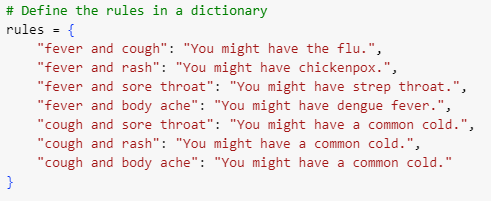 # Define the rules in a dictionary
rules = {
    "fever and cough": "You might have the flu.",
    "fever and rash": "You might have chickenpox.",
    "fever and sore throat": "You might have strep throat.",
    "fever and body ache": "You might have dengue fever.",
    "cough and sore throat": "You might have a common cold.",
    "cough and rash": "You might have a common cold.",
    "cough and body ache": "You might have a common cold."
}